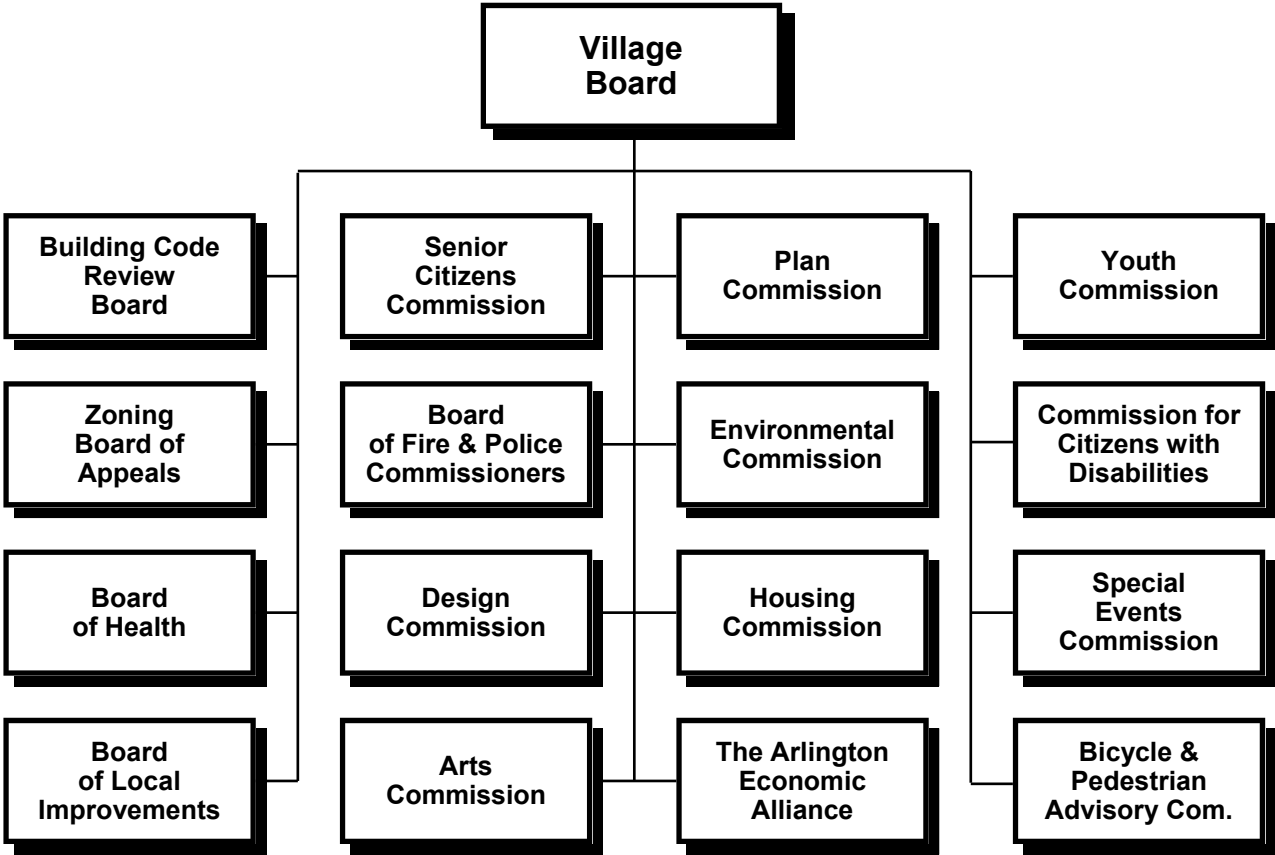 Village
Board
Building Code
Review
Board
Senior
Citizens
Commission
Plan
Commission
Youth
Commission
Zoning
Board of
Appeals
Board
of Fire & Police
Commissioners
Environmental
Commission
Commission for
Citizens with
Disabilities
Board
of Health
Design
Commission
Housing
Commission
Special
Events
Commission
Board
of Local
Improvements
Arts
Commission
The Arlington
Economic
Alliance
Bicycle &
Pedestrian
Advisory Com.